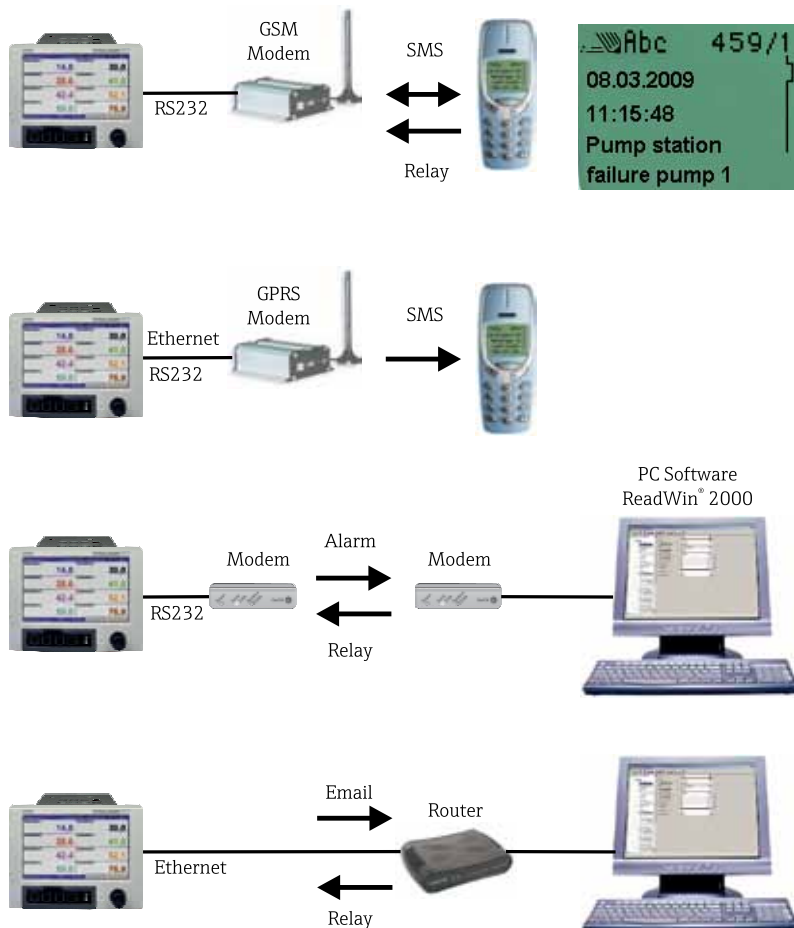 GSM
Modem
SMS
RS232
Relay
Abc 459/1
08.03.2009
11:15:48
Pump station
failure pump 1
GPRS
Modem
SMS
Ethernet
RS232
PC Software
ReadWin® 2000
Modem
Alarm
Modem
RS232
Relay
Email
Router
Ethernet
Relay